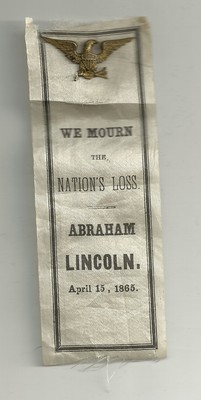 WE MOURN
THE
NATION'S LOSS.
ABRAHAM
LINCOLN.
April 15, 1865.